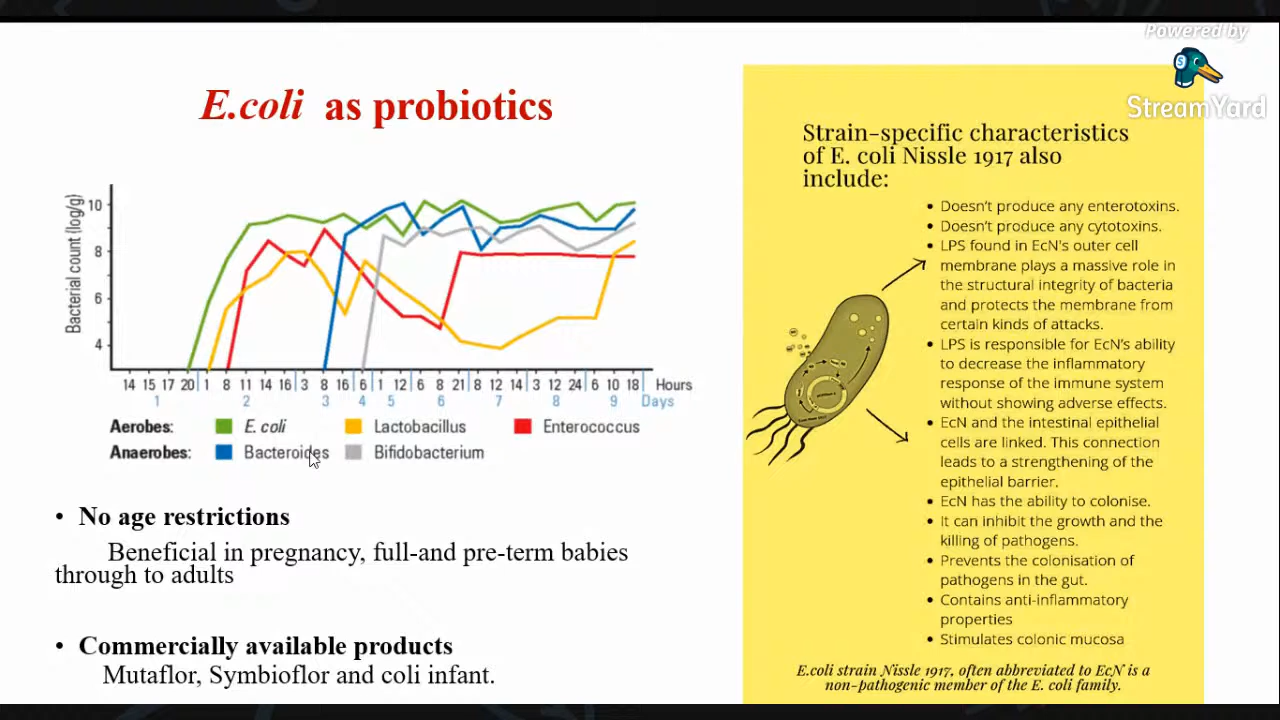 Powered by
StreamYard
E.coli as probiotics
Bacterial count (log/g)
10
8
6
4
14 15 17 20 1 8 11 14 16 3 8 16 6 1 12 6 8 21 8 12 14 3 12 24 6 10 18 Hours
1 2 3 4 5 6 7 8 9 Days
Aerobes: E. coli Lactobacillus Enterococcus
Anaerobes: Bacteroides Bifidobacterium
• No age restrictions
Beneficial in pregnancy, full-and pre-term babies
through to adults
• Commercially available products
Mutaflor, Symbioflor and coli infant.
Strain-specific characteristics
of E. coli Nissle 1917 also
include:
• Doesn't produce any enterotoxins.
• Doesn't produce any cytotoxins.
• LPS found in EcN's outer cell
membrane plays a massive role in
the structural integrity of bacteria
and protects the membrane from
certain kinds of attacks.
• LPS is responsible for EcN's ability
to decrease the inflammatory
response of the immune system
without showing adverse effects.
• EcN and the intestinal epithelial
cells are linked. This connection
leads to a strengthening of the
epithelial barrier.
• EcN has the ability to colonise.
• It can inhibit the growth and the
killing of pathogens.
• Prevents the colonisation of
pathogens in the gut.
• Contains anti-inflammatory
properties
• Stimulates colonic mucosa
E.coli strain Nissle 1917, often abbreviated to EcN is a
non-pathogenic member of the E. coli family.